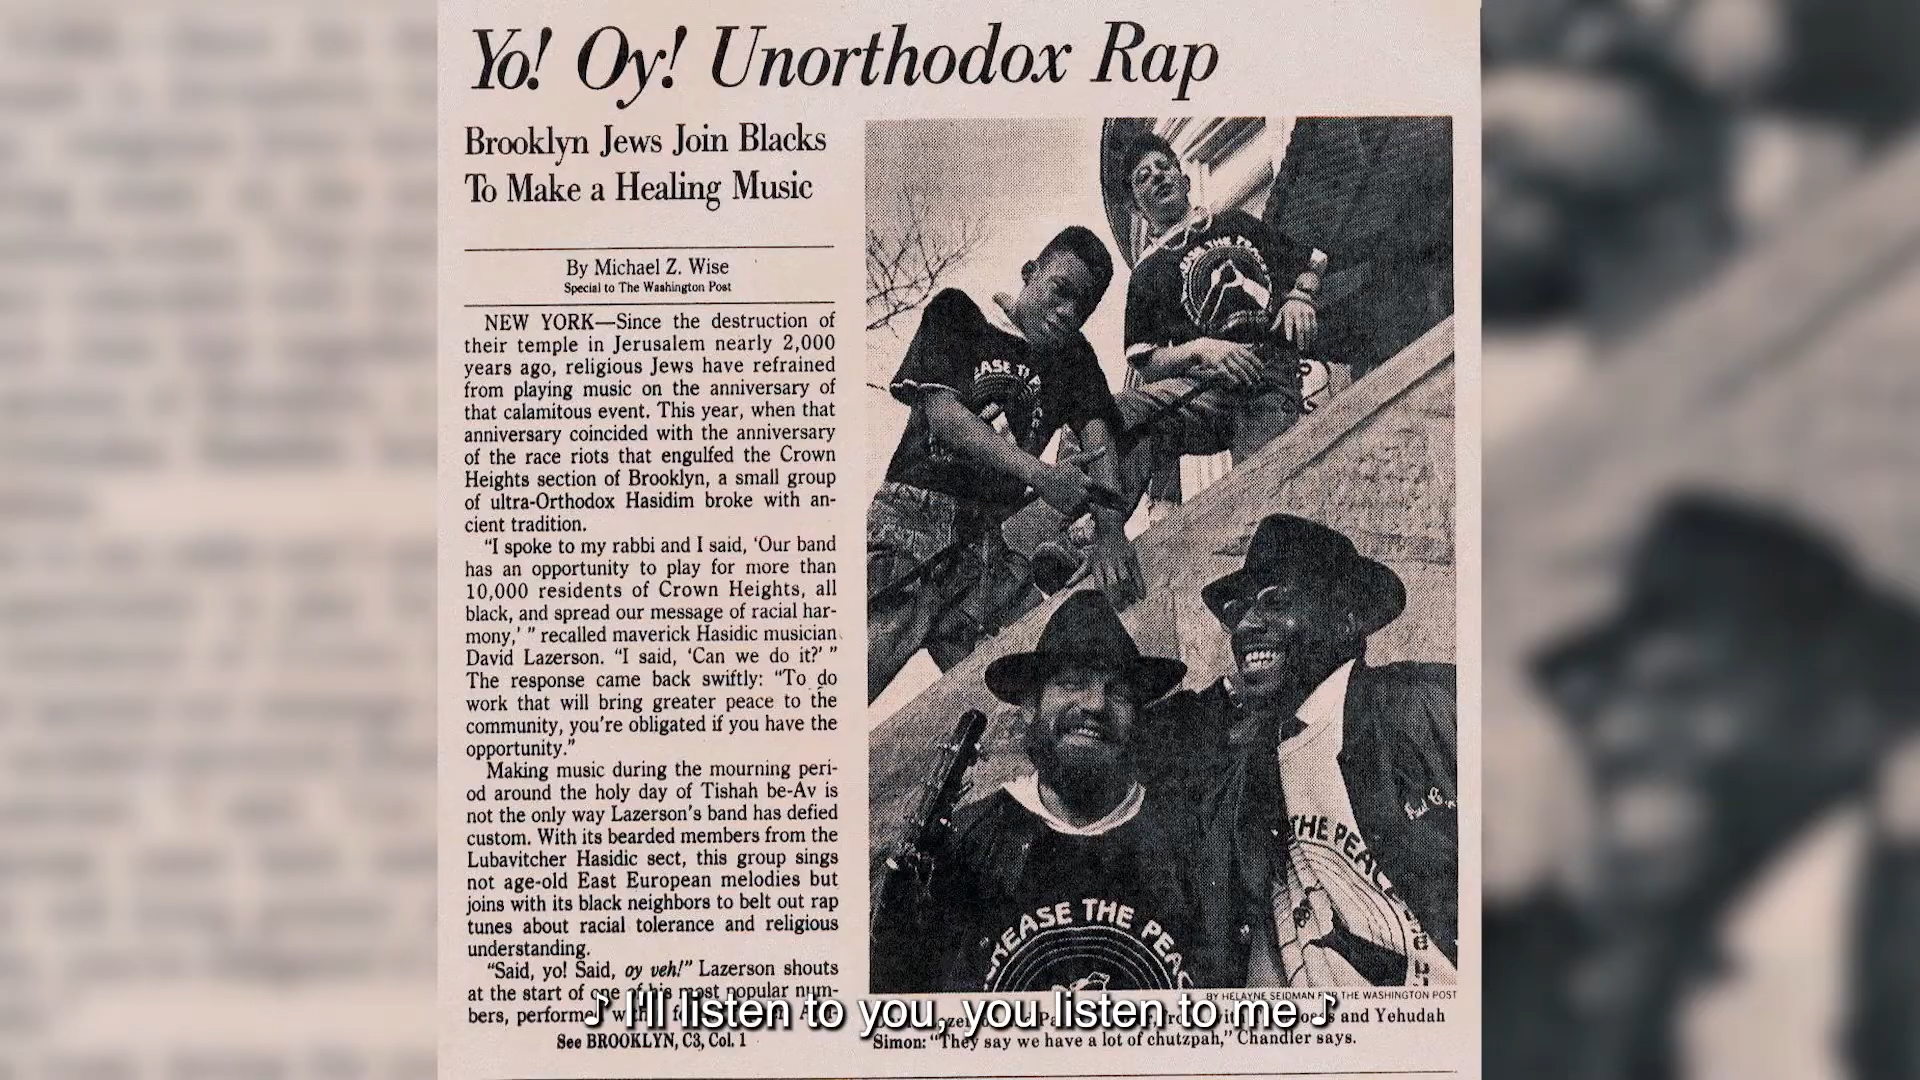 Yo! Oy! Unorthodox Rap
Brooklyn Jews Join Blacks
To Make a Healing Music
By Michael Z. Wise
Special to The Washington Post
NEW YORK—Since the destruction of
their temple in Jerusalem nearly 2,000
years ago, religious Jews have refrained
from playing music on the anniversary of
that calamitous event. This year, when that
anniversary coincided with the anniversary
of the race riots that engulfed the Crown
Heights section of Brooklyn, a small group
of ultra-Orthodox Hasidim broke with an-
cient tradition.
“I spoke to my rabbi and I said, ‘Our band
has an opportunity to play for more than
10,000 residents of Crown Heights, all
black, and spread our message of racial har-
mony,’ ” recalled maverick Hasidic musician
David Lazerson. “I said, ‘Can we do it?’ ”
The response came back swiftly: “To do
work that will bring greater peace to the
community, you’re obligated if you have the
opportunity.”
Making music during the mourning peri-
od around the holy day of Tishah be-Av is
not the only way Lazerson’s band has defied
custom. With its bearded members from the
Lubavitcher Hasidic sect, this group sings
not age-old East European melodies but
joins with its black neighbors to belt out rap
tunes about racial tolerance and religious
understanding.
“Said, yo! Said, oy veh!” Lazerson shouts
at the start of one of his most popular num-
bers,
See BROOKLYN, C3, Col. 1
EASE THE PEAC
THE PEAC
BY HELAYNE SEIDMAN FOR THE WASHINGTON POST
and Yehudah
Simon: “They say we have a lot of chutzpah,” Chandler says.
♪ I'll listen to you, you listen to me ♪